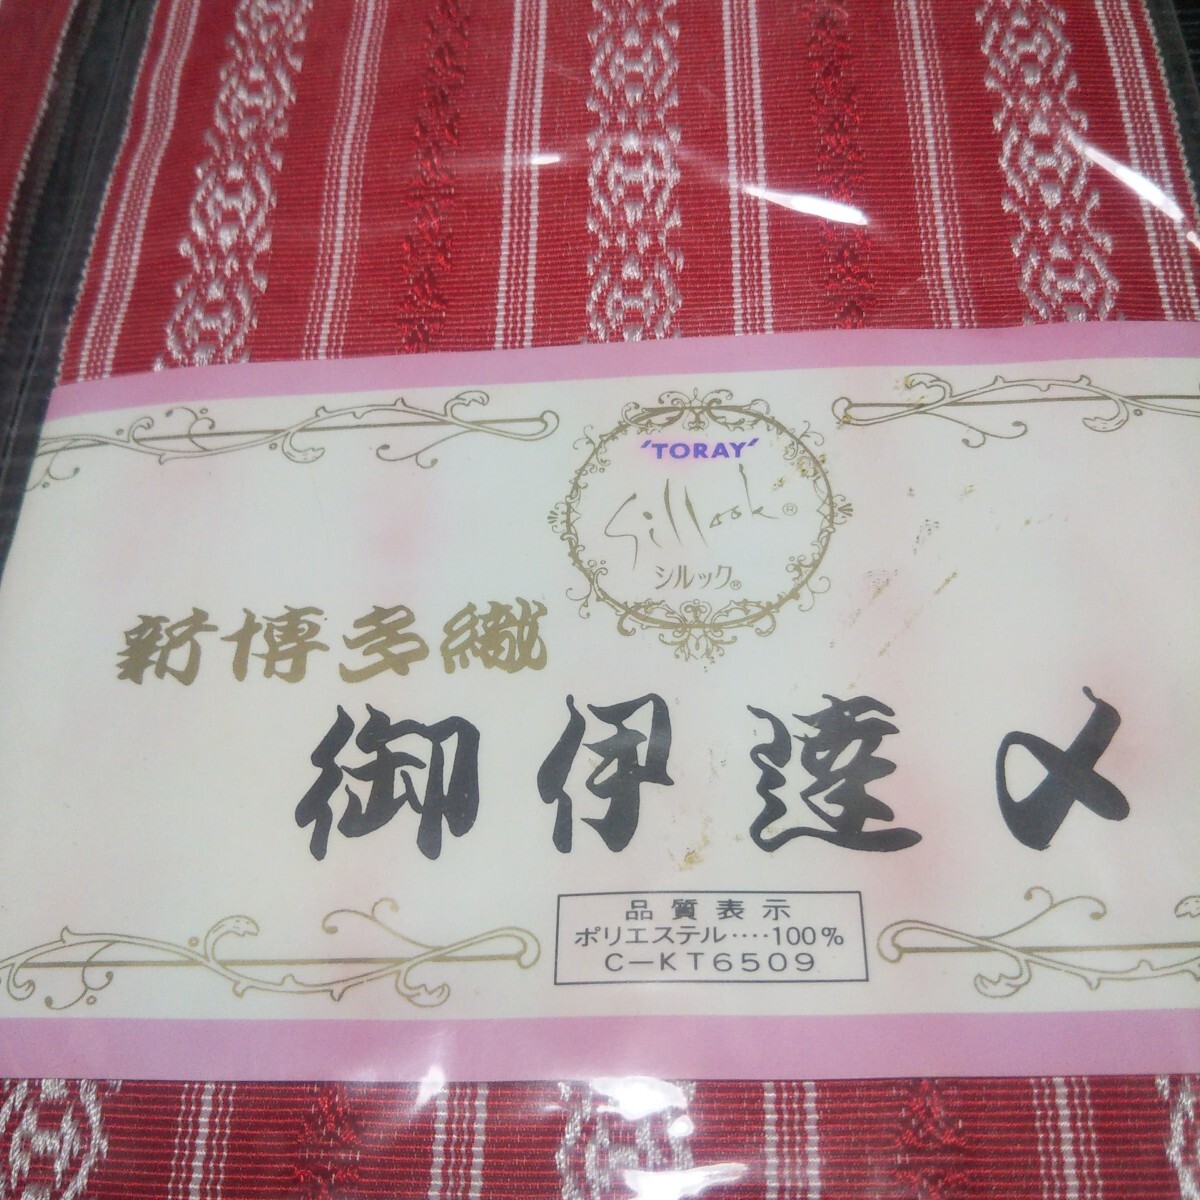 'TORAY'
Sillook®
シルック®
新博多織
御伊達〆
品質表示
ポリエステル‥‥100%
C−KT6509